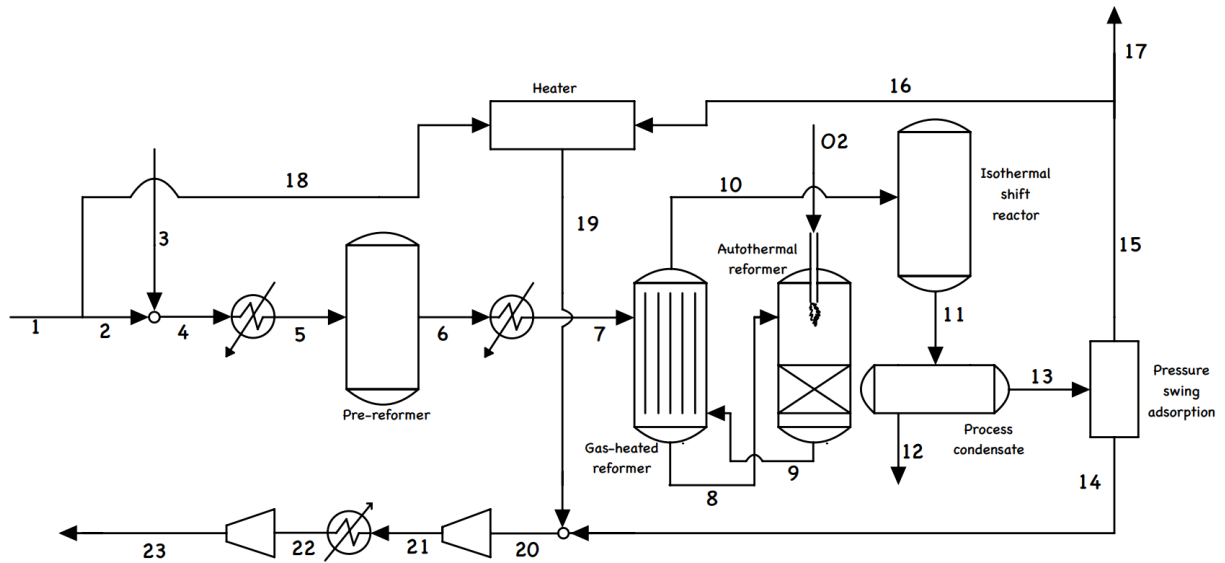 17
16
Heater
O2
Isothermal
shift
reactor
18
10
3
19
Autothermal
reformer
15
1
2
4
5
6
7
11
Pre-reformer
13
Pressure
swing
adsorption
Gas-heated
reformer
Process
condensate
12
9
8
14
23
22
21
20